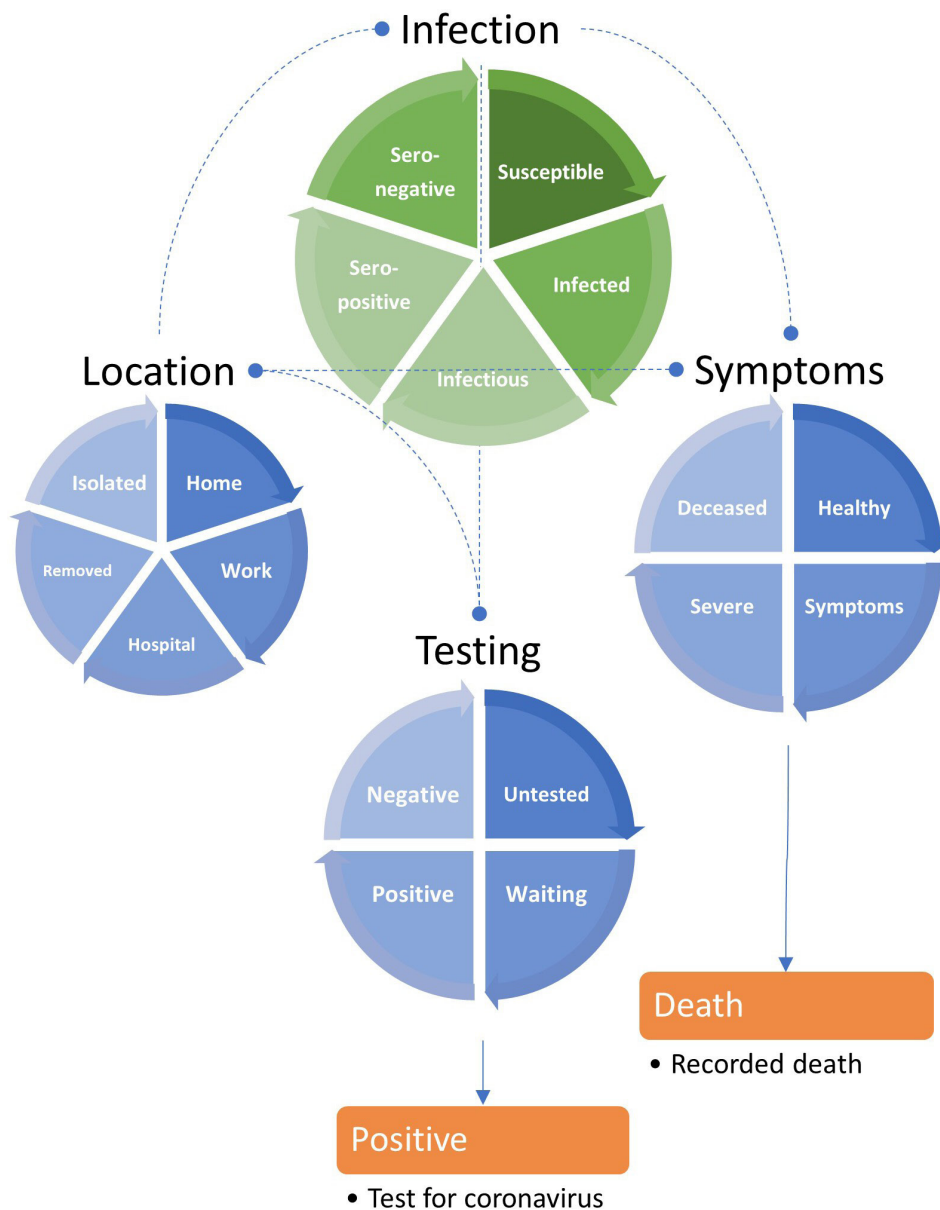 Infection
Sero-
negative
Susceptible
Sero-
positive
Infected
Infectious
Location
Symptoms
Isolated
Home
Removed
Work
Hospital
Deceased
Healthy
Severe
Symptoms
Testing
Negative
Untested
Positive
Waiting
Death
• Recorded death
Positive
• Test for coronavirus